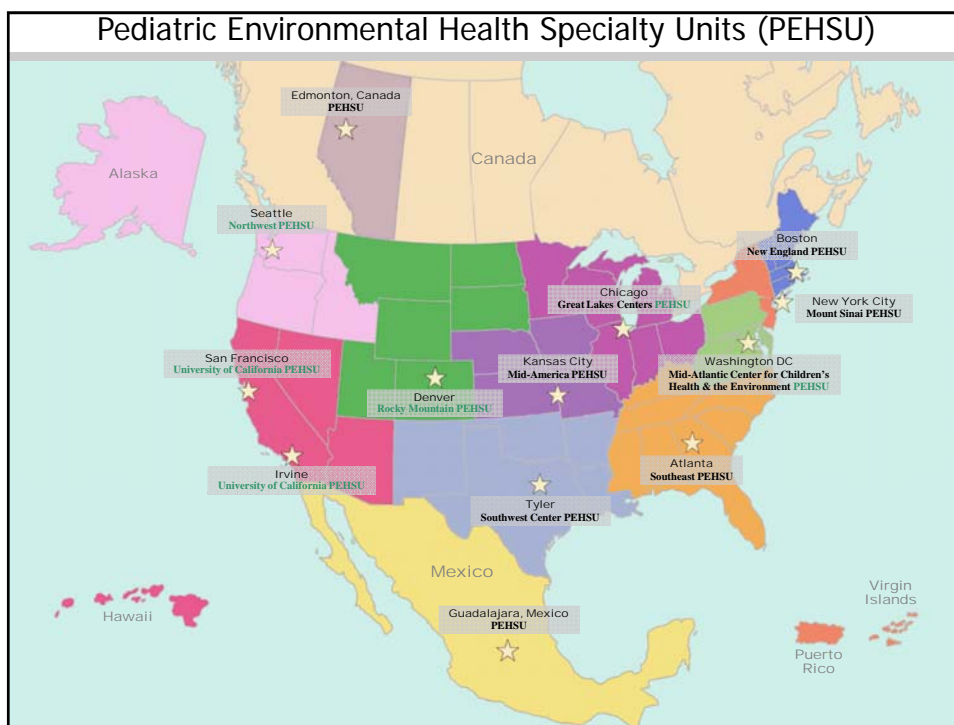 Pediatric Environmental Health Specialty Units (PEHSU)
Edmonton, Canada
PEHSU
Canada
Alaska
Seattle
Northwest PEHSU
Boston
New England PEHSU
Chicago
Great Lakes Centers PEHSU
New York City
Mount Sinai PEHSU
San Francisco
University of California PEHSU
Kansas City
Mid-America PEHSU
Washington DC
Mid-Atlantic Center for Children's
Health & the Environment PEHSU
Denver
Rocky Mountain PEHSU
Irvine
University of California PEHSU
Atlanta
Southeast PEHSU
Tyler
Southwest Center PEHSU
Mexico
Hawaii
Guadalajara, Mexico
PEHSU
Virgin
Islands
Puerto
Rico